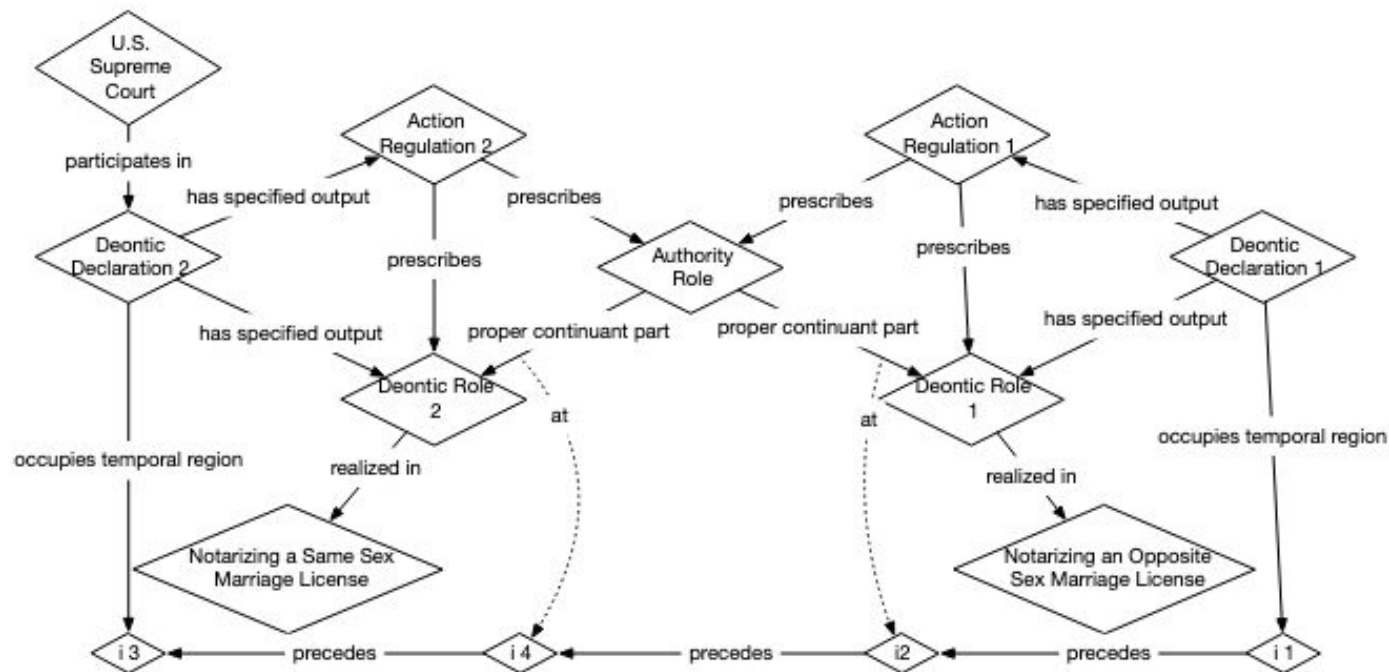 U.S.
Supreme
Court
Action
Regulation 2
Action
Regulation 1
participates in
has specified output
prescribes
prescribes
has specified output
Deontic
Declaration 2
Authority
Role
Deontic
Declaration 1
prescribes
prescribes
has specified output
proper continuant part
proper continuant part
has specified output
Deontic Role
2
Deontic Role
1
at
at
occupies temporal region
occupies temporal region
realized in
realized in
Notarizing a Same Sex
Marriage License
Notarizing an Opposite
Sex Marriage License
i 3
precedes
i 4
precedes
i2
precedes
i 1